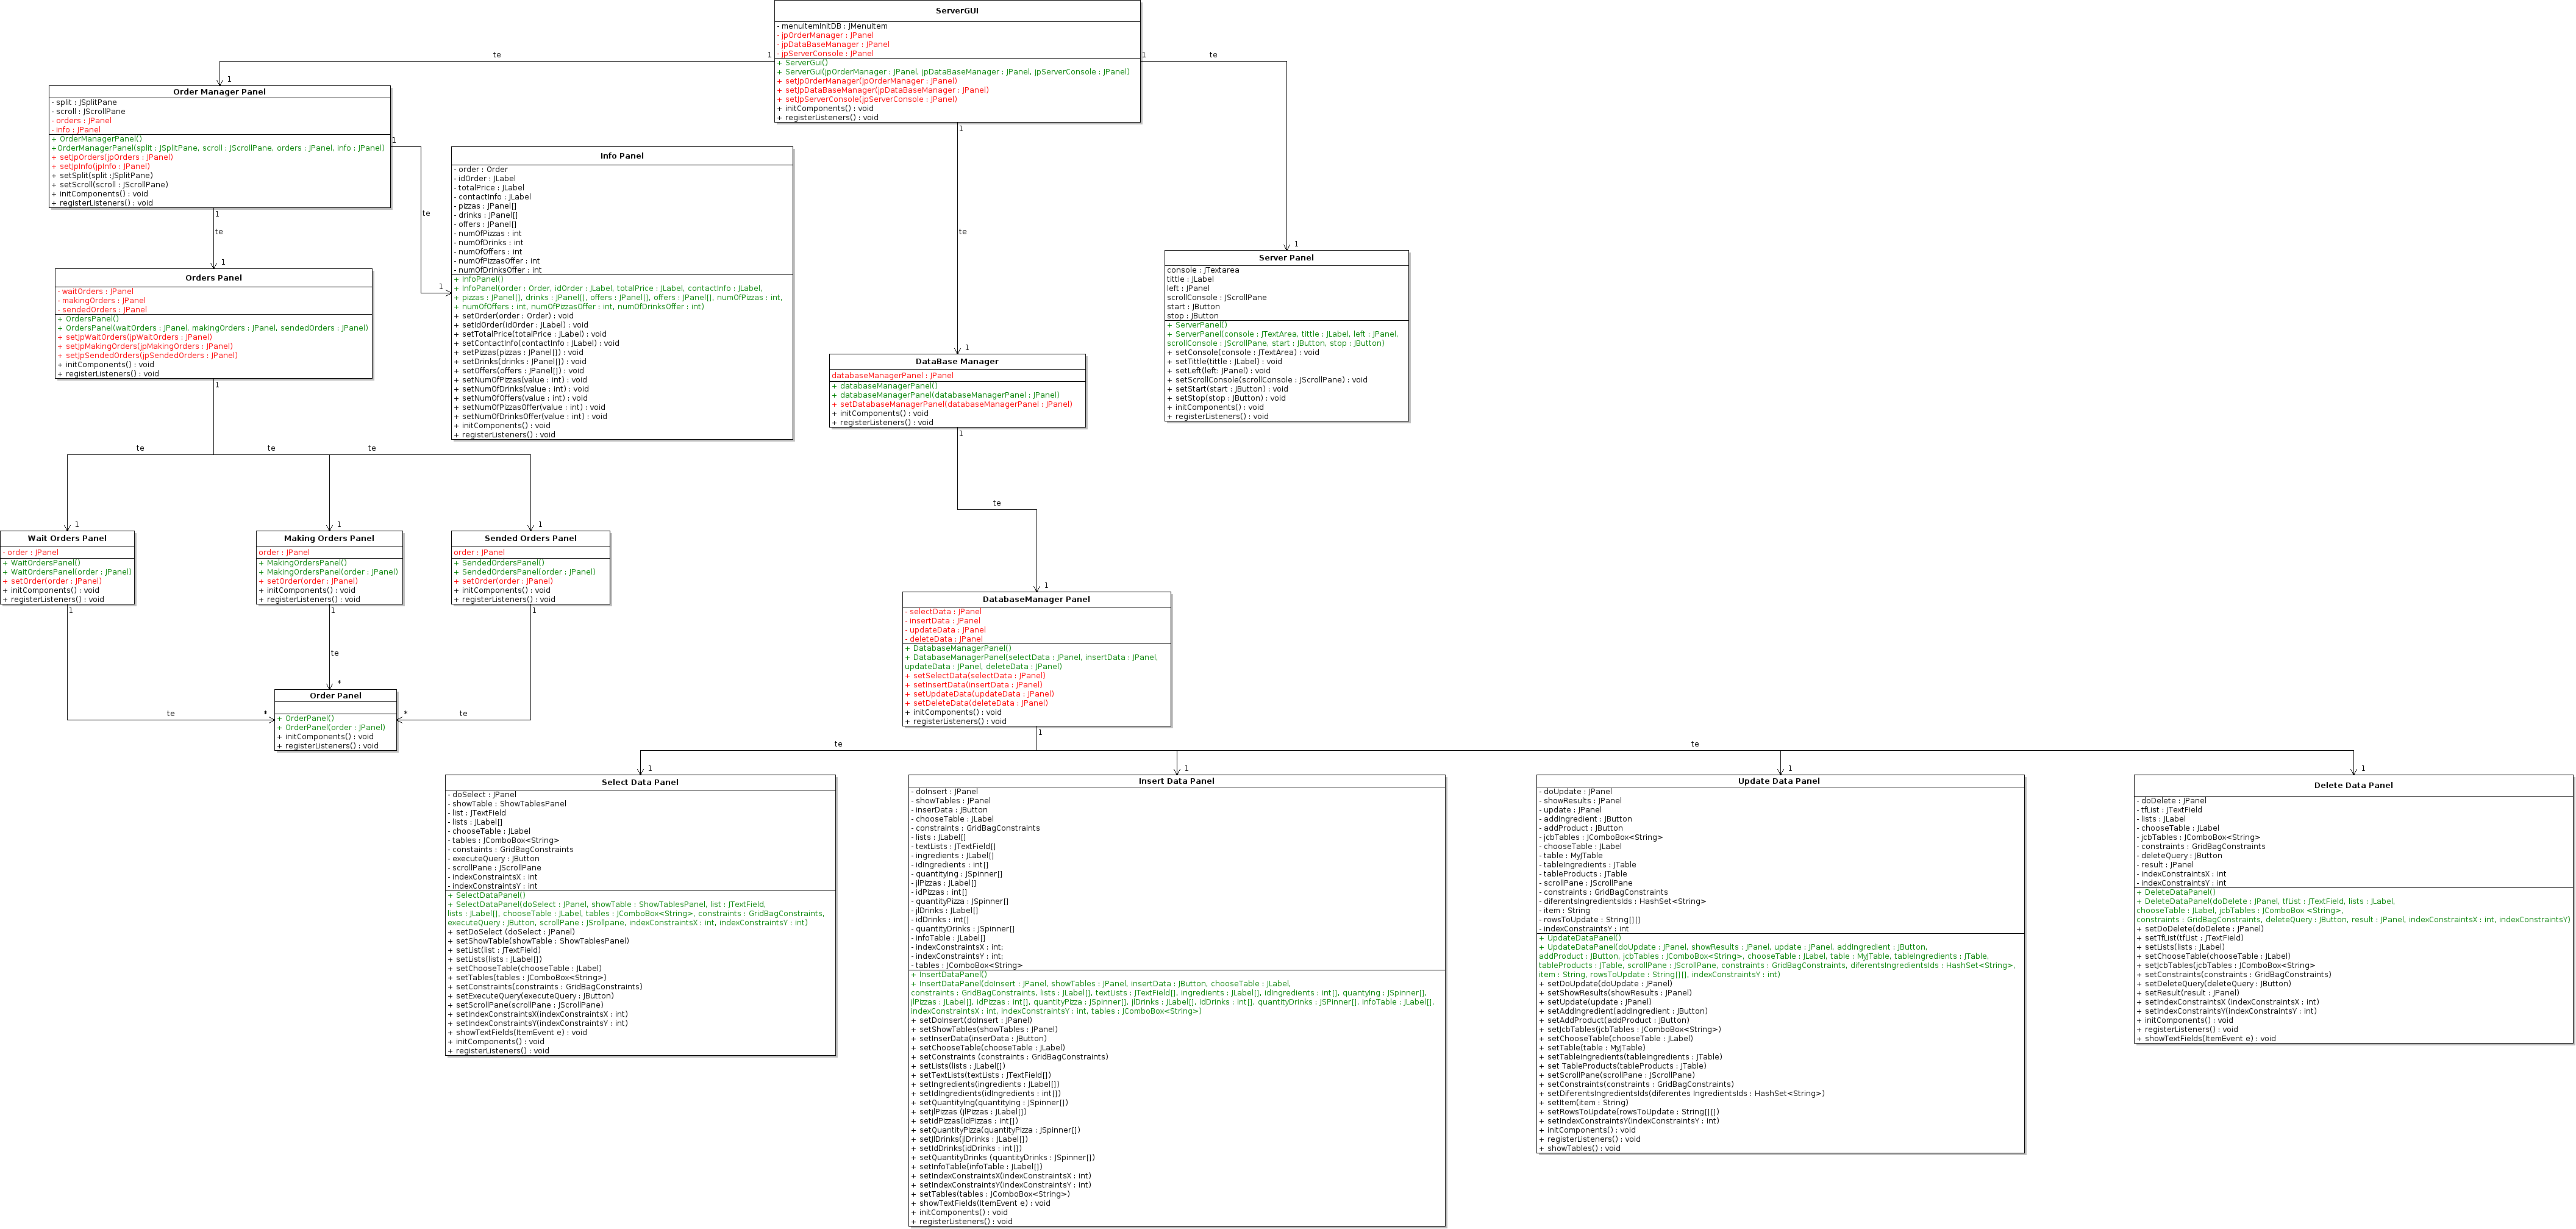 ServerGUI
- menuItemInitDB : JMenuItem
- jpOrderManager : JPanel
- jpDataBaseManager : JPanel
- jpServerConsole : JPanel
+ ServerGui()
+ ServerGui(jpOrderManager : JPanel, jpDataBaseManager : JPanel, jpServerConsole : JPanel)
+ setJpOrderManager(jpOrderManager : JPanel)
+ setJpDataBaseManager(jpDataBaseManager : JPanel)
+ setJpServerConsole(jpServerConsole : JPanel)
+ initComponents() : void
+ registerListeners() : void
te
1
1
te
1
1
1
te
1
Order Manager Panel
- split : JSplitPane
- scroll : JScrollPane
- orders : JPanel
- info : JPanel
+ OrderManagerPanel()
+OrderManagerPanel(split : JSplitPane, scroll : JScrollPane, orders : JPanel, info : JPanel)
+ setJpOrders(jpOrders : JPanel)
+ setJpInfo(jpInfo : JPanel)
+ setSplit(split :JSplitPane)
+ setScroll(scroll : JScrollPane)
+ initComponents() : void
+ registerListeners() : void
1
te
1
1
te
1
Info Panel
- order : Order
- idOrder : JLabel
- totalPrice : JLabel
- contactInfo : JLabel
- pizzas : JPanel[]
- drinks : JPanel[]
- offers : JPanel[]
- numOfPizzas : int
- numOfDrinks : int
- numOfOffers : int
- numOfPizzasOffer : int
- numOfDrinksOffer : int
+ InfoPanel()
+ InfoPanel(order : Order, idOrder : JLabel, totalPrice : JLabel, contactInfo : JLabel,
+ pizzas : JPanel[], drinks : JPanel[], offers : JPanel[], offers : JPanel[], numOfPizzas : int,
+ numOfOffers : int, numOfPizzasOffer : int, numOfDrinksOffer : int)
+ setOrder(order : Order) : void
+ setIdOrder(idOrder : JLabel) : void
+ setTotalPrice(totalPrice : JLabel) : void
+ setContactInfo(contactInfo : JLabel) : void
+ setPizzas(pizzas : JPanel[]) : void
+ setDrinks(drinks : JPanel[]) : void
+ setOffers(offers : JPanel[]) : void
+ setNumOfPizzas(value : int) : void
+ setNumOfDrinks(value : int) : void
+ setNumOfOffers(value : int) : void
+ setNumOfPizzasOffer(value : int) : void
+ setNumOfDrinksOffer(value : int) : void
+ initComponents() : void
+ registerListeners() : void
Orders Panel
- waitOrders : JPanel
- makingOrders : JPanel
- sendedOrders : JPanel
+ OrdersPanel()
+ OrdersPanel(waitOrders : JPanel, makingOrders : JPanel, sendedOrders : JPanel)
+ setJpWaitOrders(jpWaitOrders : JPanel)
+ setjpMakingOrders(jpMakingOrders : JPanel)
+ setjpSendedOrders(jpSendedOrders : JPanel)
+ initComponents() : void
+ registerListeners() : void
1
te
te
te
1
1
1
Server Panel
console : JTextarea
tittle : JLabel
left : JPanel
scrollConsole : JScrollPane
start : JButton
stop : JButton
+ ServerPanel()
+ ServerPanel(console : JTextArea, tittle : JLabel, left : JPanel,
scrollConsole : JScrollPane, start : JButton, stop : JButton)
+ setConsole(console : JTextArea) : void
+ setTittle(tittle : JLabel) : void
+ setLeft(left: JPanel) : void
+ setScrollConsole(scrollConsole : JScrollPane) : void
+ setStart(start : JButton) : void
+ setStop(stop : JButton) : void
+ initComponents() : void
+ registerListeners() : void
DataBase Manager
databaseManagerPanel : JPanel
+ databaseManagerPanel()
+ databaseManagerPanel(databaseManagerPanel : JPanel)
+ setDatabaseManagerPanel(databaseManagerPanel : JPanel)
+ initComponents() : void
+ registerListeners() : void
1
te
1
Wait Orders Panel
- order : JPanel
+ WaitOrdersPanel()
+ WaitOrdersPanel(order : JPanel)
+ setOrder(order : JPanel)
+ initComponents() : void
+ registerListeners() : void
1
te
*
Making Orders Panel
order : JPanel
+ MakingOrdersPanel()
+ MakingOrdersPanel(order : JPanel)
+ setOrder(order : JPanel)
+ initComponents() : void
+ registerListeners() : void
1
te
*
Sended Orders Panel
order : JPanel
+ SendedOrdersPanel()
+ SendedOrdersPanel(order : JPanel)
+ setOrder(order : JPanel)
+ initComponents() : void
+ registerListeners() : void
1
te
*
Order Panel
+ OrderPanel()
+ OrderPanel(order : JPanel)
+ initComponents() : void
+ registerListeners() : void
DatabaseManager Panel
- selectData : JPanel
- insertData : JPanel
- updateData : JPanel
- deleteData : JPanel
+ DatabaseManagerPanel()
+ DatabaseManagerPanel(selectData : JPanel, insertData : JPanel,
updateData : JPanel, deleteData : JPanel)
+ setSelectData(selectData : JPanel)
+ setInsertData(insertData : JPanel)
+ setUpdateData(updateData : JPanel)
+ setDeleteData(deleteData : JPanel)
+ initComponents() : void
+ registerListeners() : void
1
te
te
1
1
1
1
Select Data Panel
- doSelect : JPanel
- showTable : ShowTablesPanel
- list : JTextField
- lists : JLabel[]
- chooseTable : JLabel
- tables : JComboBox<String>
- constaints : GridBagConstraints
- executeQuery : JButton
- scrollPane : JScrollPane
- indexConstraintsX : int
- indexConstraintsY : int
+ SelectDataPanel()
+ SelectDataPanel(doSelect : JPanel, showTable : ShowTablesPanel, list : JTextField,
lists : JLabel[], chooseTable : JLabel, tables : JComboBox<String>, constraints : GridBagConstraints,
executeQuery : JButton, scrollPane : JSrollpane, indexConstraintsX : int, indexConstraintsY : int)
+ setDoSelect (doSelect : JPanel)
+ setShowTable(showTable : ShowTablesPanel)
+ setList(list : JTextField)
+ setLists(lists : JLabel[])
+ setChooseTable(chooseTable : JLabel)
+ setTables(tables : JComboBox<String>)
+ setConstraints(constraints : GridBagConstraints)
+ setExecuteQuery(executeQuery : JButton)
+ setScrollPane(scrollPane : JScrollPane)
+ setIndexConstraintsX(indexConstraintsX : int)
+ setIndexConstraintsY(indexConstraintsY : int)
+ showTextFields(ItemEvent e) : void
+ initComponents() : void
+ registerListeners() : void
Insert Data Panel
- doInsert : JPanel
- showTables : JPanel
- inserData : JButton
- chooseTable : JLabel
- constraints : GridBagConstraints
- lists : JLabel[]
- textLists : JTextField[]
- ingredients : JLabel[]
- idIngredients : int[]
- quantityIng : JSpinner[]
- jlPizzas : JLabel[]
- idPizzas : int[]
- quantityPizza : JSpinner[]
- jlDrinks : JLabel[]
- idDrinks : int[]
- quantityDrinks : JSpinner[]
- infoTable : JLabel[]
- indexConstraintsX : int;
- indexConstraintsY : int;
- tables : JComboBox<String>
+ InsertDataPanel()
+ InsertDataPanel(doInsert : JPanel, showTables : JPanel, insertData : JButton, chooseTable : JLabel,
constraints : GridBagConstraints, lists : JLabel[], textLists : JTextField[], ingredients : JLabel[], idIngredients : int[], quantyIng : JSpinner[],
jlPizzas : JLabel[], idPizzas : int[], quantityPizza : JSpinner[], jlDrinks : JLabel[], idDrinks : int[], quantityDrinks : JSpinner[], infoTable : JLabel[],
indexConstraintsX : int, indexConstraintsY : int, tables : JComboBox<String>)
+ setDoInsert(doInsert : JPanel)
+ setShowTables(showTables : JPanel)
+ setInserData(inserData : JButton)
+ setChooseTable(chooseTable : JLabel)
+ setConstraints (constraints : GridBagConstraints)
+ setLists(lists : JLabel[])
+ setTextLists(textLists : JTextField[])
+ setIngredients(ingredients : JLabel[])
+ setIdIngredients(idIngredients : int[])
+ setQuantityIng(quantityIng : JSpinner[])
+ setjlPizzas (jlPizzas : JLabel[])
+ setidPizzas(idPizzas : int[])
+ setQuantityPizza(quantityPizza : JSpinner[])
+ setJlDrinks(jlDrinks : JLabel[])
+ setIdDrinks(idDrinks : int[])
+ setQuantityDrinks (quantityDrinks : JSpinner[])
+ setInfoTable(infoTable : JLabel[])
+ setIndexConstraintsX(indexConstraintsX : int)
+ setIndexConstraintsY(indexConstraintsY : int)
+ setTables(tables : JComboBox<String>)
+ showTextFields(ItemEvent e) : void
+ initComponents() : void
+ registerListeners() : void
Update Data Panel
- doUpdate : JPanel
- showResults : JPanel
- update : JPanel
- addIngredient : JButton
- addProduct : JButton
- jcbTables : JComboBox<String>
- chooseTable : JLabel
- table : MyJTable
- tableIngredients : JTable
- tableProducts : JTable
- scrollPane : JScrollPane
- constraints : GridBagConstraints
- diferentsIngredientsIds : HashSet<String>
- item : String
- rowsToUpdate : String[][]
- indexConstraintsY : int
+ UpdateDataPanel()
+ UpdateDataPanel(doUpdate : JPanel, showResults : JPanel, update : JPanel, addIngredient : JButton,
addProduct : JButton, jcbTables : JComboBox<String>, chooseTable : JLabel, table : MyJTable, tableIngredients : JTable,
tableProducts : JTable, scrollPane : JScrollPane, constraints : GridBagConstraints, diferentsIngredientsIds : HashSet<String>,
item : String, rowsToUpdate : String[][], indexConstraintsY : int)
+ setDoUpdate(doUpdate : JPanel)
+ setShowResults(showResults : JPanel)
+ setUpdate(update : JPanel)
+ setAddIngredient(addIngredient : JButton)
+ setAddProduct(addProduct : JButton)
+ setJcbTables(jcbTables : JComboBox<String>)
+ setChooseTable(chooseTable : JLabel)
+ setTable(table : MyJTable)
+ setTableIngredients(tableIngredients : JTable)
+ set TableProducts(tableProducts : JTable)
+ setScrollPane(scrollPane : JScrollPane)
+ setConstraints(constraints : GridBagConstraints)
+ setDiferentsIngredientsIds(diferentes IngredientsIds : HashSet<String>)
+ setItem(item : String)
+ setRowsToUpdate(rowsToUpdate : String[][])
+ setIndexConstraintY(indexConstraintsY : int)
+ initComponents() : void
+ registerListeners() : void
+ showTables() : void
Delete Data Panel
- doDelete : JPanel
- tfList : JTextField
- lists : JLabel
- chooseTable : JLabel
- jcbTables : JComboBox<String>
- constraints : GridBagConstraints
- deleteQuery : JButton
- result : JPanel
- indexConstraintsX : int
- indexConstraintsY : int
+ DeleteDataPanel()
+ DeleteDataPanel(doDelete : JPanel, tfList : JTextField, lists : JLabel,
chooseTable : JLabel, jcbTables : JComboBox <String>,
constraints : GridBagConstraints, deleteQuery : JButton, result : JPanel, indexConstraintsX : int, indexConstraintsY)
+ setDoDelete(doDelete : JPanel)
+ setTfList(tfList : JTextField)
+ setLists(lists : JLabel)
+ setChooseTable(chooseTable : JLabel)
+ setJcbTables(jcbTables : JComboBox<String>
+ setConstraints(constraints : GridBagConstraints)
+ setDeleteQuery(deleteQuery : JButton)
+ setResult(result : JPanel)
+ setIndexConstraintsX (indexConstraintsX : int)
+ setIndexConstraintsY(indexConstraintsY : int)
+ initComponents() : void
+ registerListeners() : void
+ showTextFields(ItemEvent e) : void